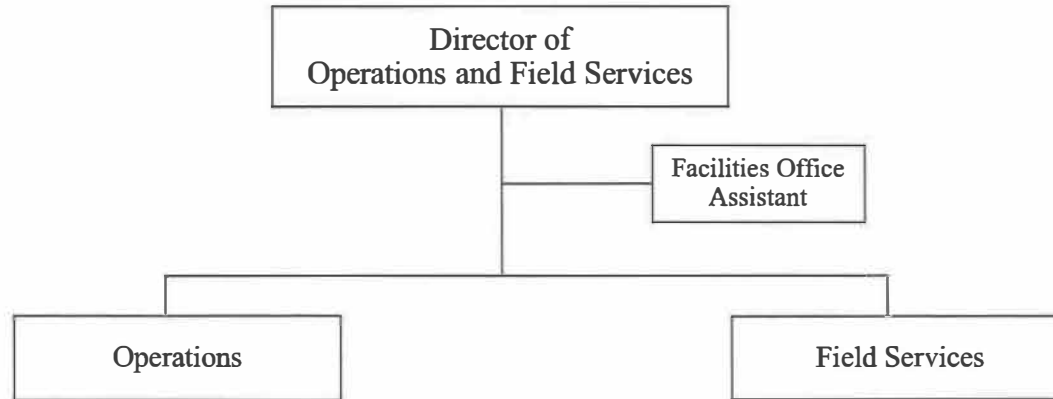 Director of
Operations and Field Services
Facilities Office
Assistant
Operations
Field Services